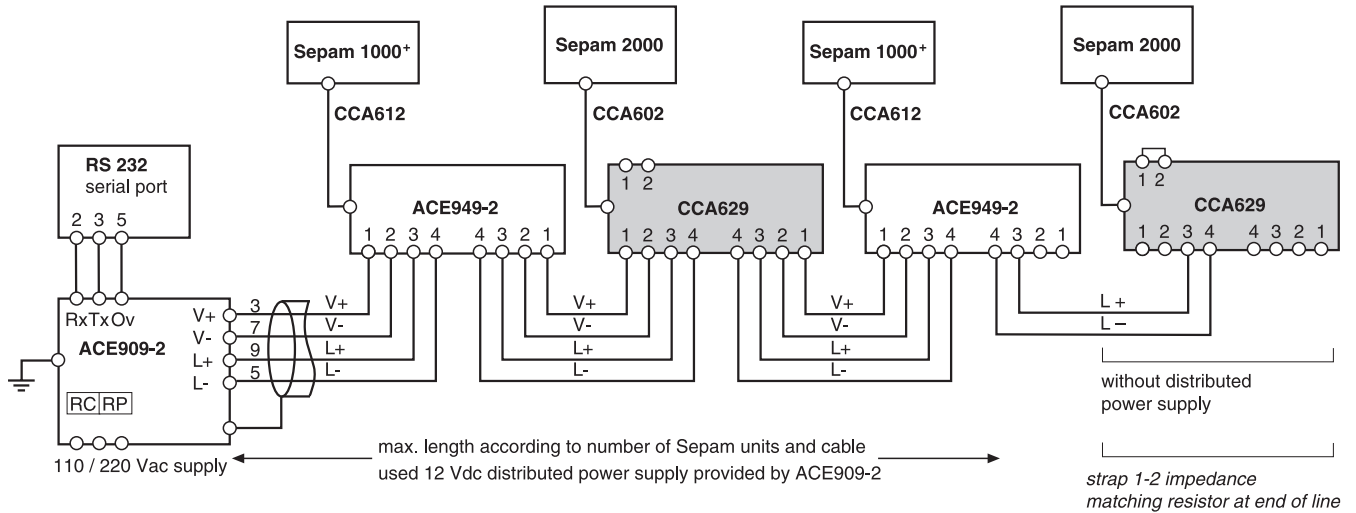 Sepam 1000+
Sepam 2000
Sepam 1000+
Sepam 2000
CCA612
CCA602
CCA612
CCA602
RS 232
serial port
2 3 5
ACE949-2
1 2 3 4 4 3 2 1
1 2
CCA629
1 2 3 4 4 3 2 1
ACE949-2
1 2 3 4 4 3 2 1
1 2
CCA629
1 2 3 4 4 3 2 1
RxTxOv
ACE909-2
RC RP
V+ 3 V+
V- 7 V-
L+ 9 L+
L- 5 L-
V+
V-
L+
L-
V+
V-
L+
L-
L +
L –
110 / 220 Vac supply
max. length according to number of Sepam units and cable
used 12 Vdc distributed power supply provided by ACE909-2
without distributed
power supply
strap 1-2 impedance
matching resistor at end of line